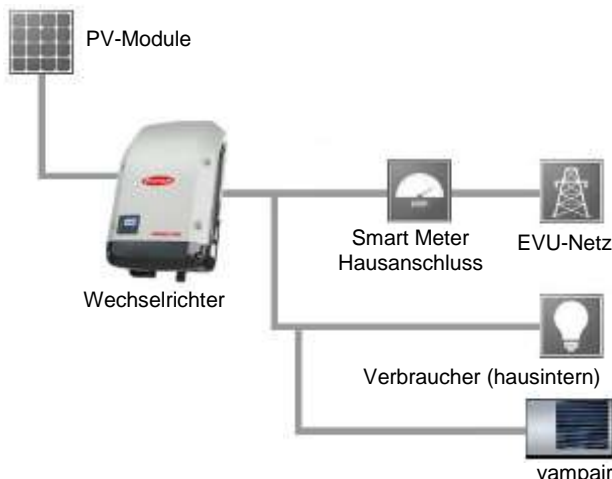 PV-Module
Smart Meter
Hausanschluss
EVU-Netz
Wechselrichter
Verbraucher (hausintern)
vampair